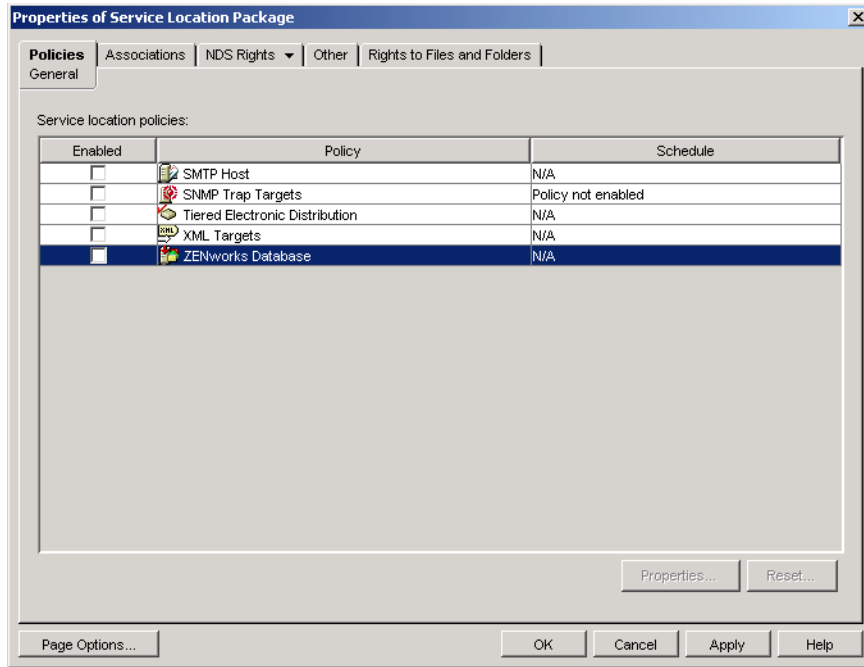 Properties of Service Location Package
Policies Associations NDS Rights Other Rights to Files and Folders
General
Service location policies:
Enabled Policy Schedule
SMTP Host N/A
SNMP Trap Targets Policy not enabled
Tiered Electronic Distribution N/A
XML XML Targets N/A
ZENworks Database N/A
Properties... Reset...
Page Options... OK Cancel Apply Help